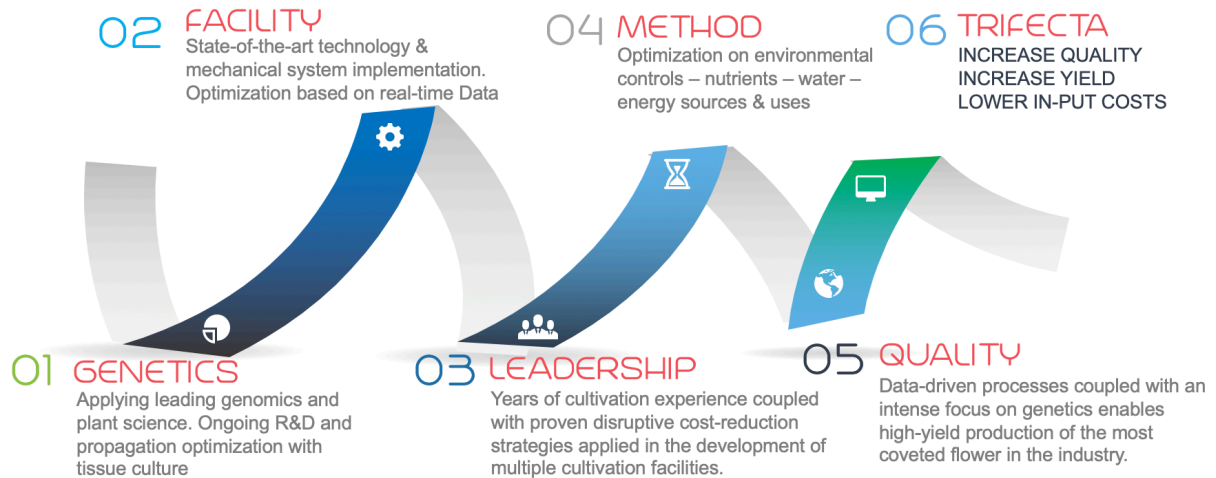 01 GENETICS
Applying leading genomics and
plant science. Ongoing R&D and
propagation optimization with
tissue culture
02 FACILITY
State-of-the-art technology &
mechanical system implementation.
Optimization based on real-time Data
03 LEADERSHIP
Years of cultivation experience coupled
with proven disruptive cost-reduction
strategies applied in the development of
multiple cultivation facilities.
04 METHOD
Optimization on environmental
controls – nutrients – water –
energy sources & uses
05 QUALITY
Data-driven processes coupled with an
intense focus on genetics enables
high-yield production of the most
coveted flower in the industry.
06 TRIFECTA
INCREASE QUALITY
INCREASE YIELD
LOWER IN-PUT COSTS